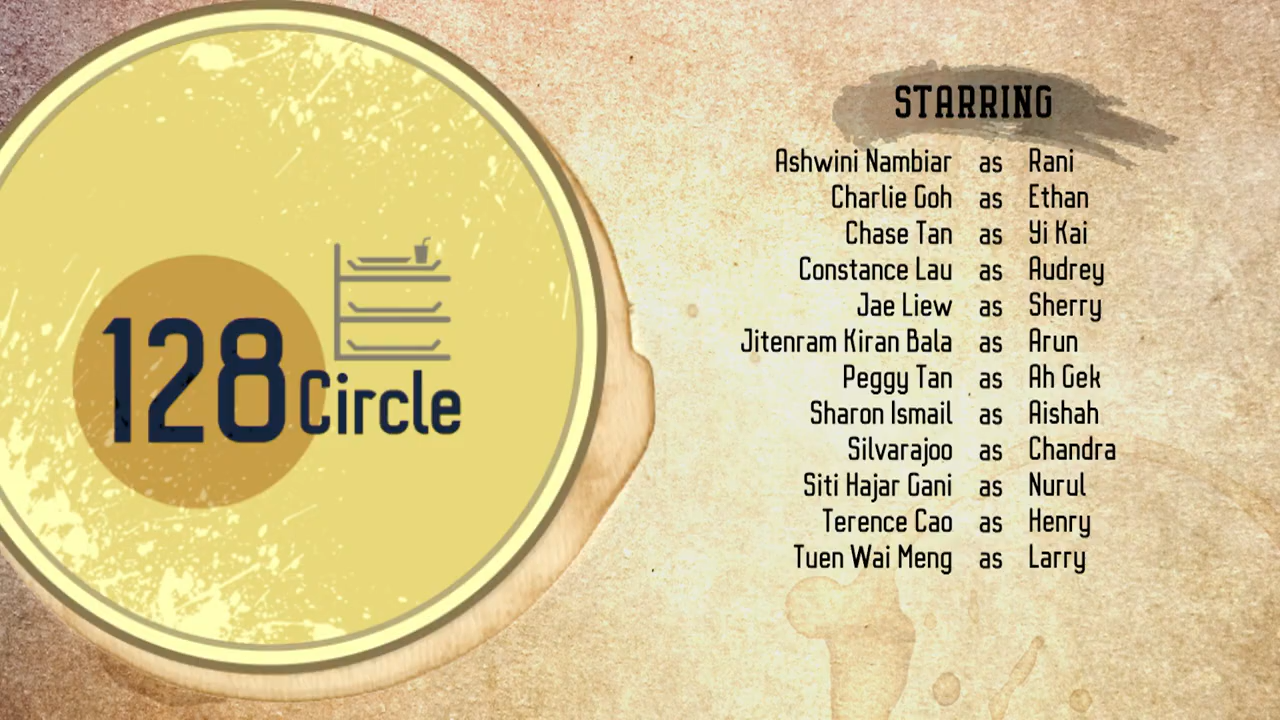 128 Circle
STARRING
Ashwini Nambiar as Rani
Charlie Goh as Ethan
Chase Tan as Yi Kai
Constance Lau as Audrey
Jae Liew as Sherry
Jitenram Kiran Bala as Arun
Peggy Tan as Ah Gek
Sharon Ismail as Aishah
Silvarajoo as Chandra
Siti Hajar Gani as Nurul
Terence Cao as Henry
Tuen Wai Meng as Larry